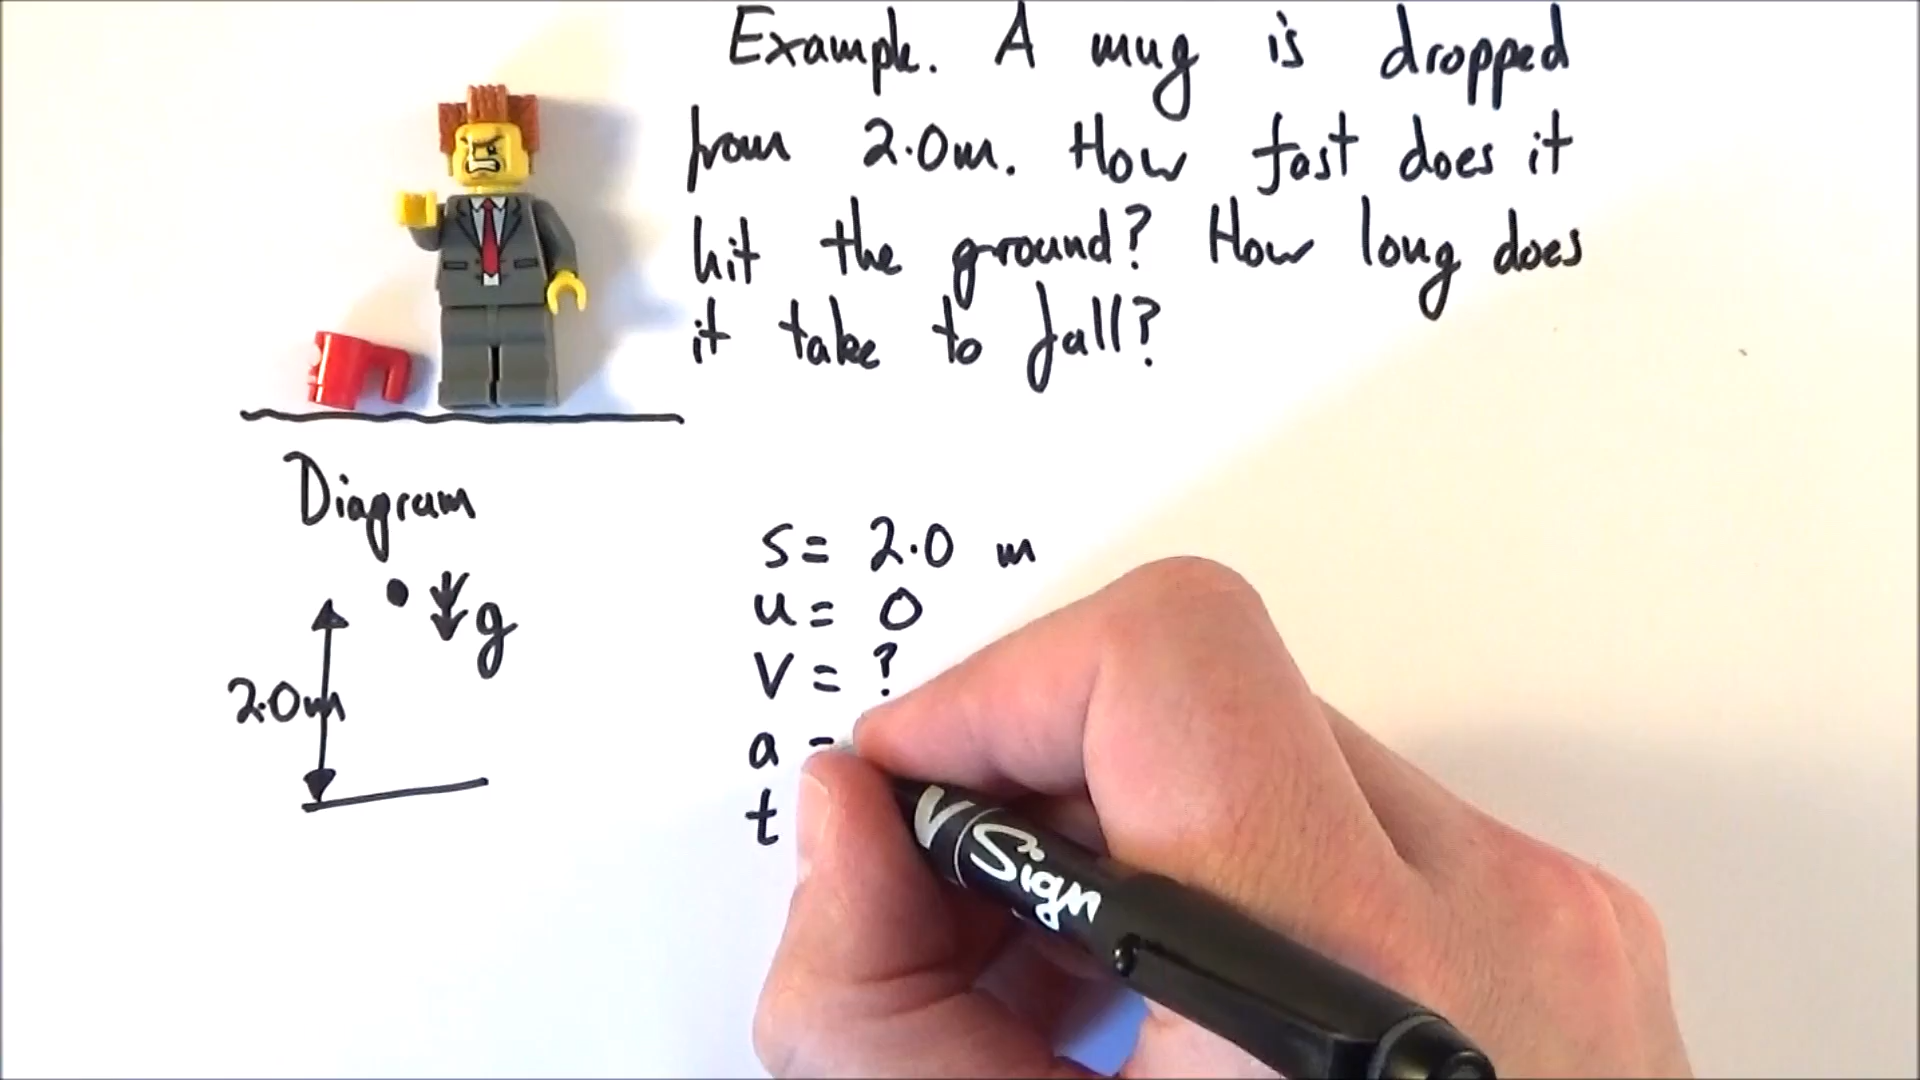 Example. A mug is dropped
from 2.0m. How fast does it
hit the ground? How long does
it take to fall?
Diagram
g
2.0m
s = 2.0 m
u = 0
v = ?
a =
t
V Sign